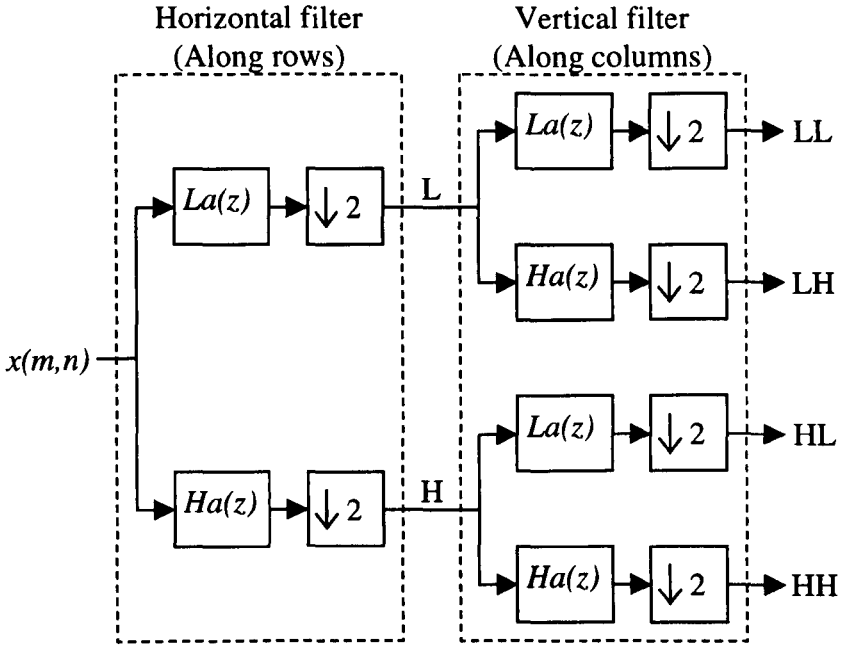 Horizontal filter
(Along rows)
Vertical filter
(Along columns)
La(z)
↓ 2
LL
La(z)
↓ 2
L
Ha(z)
↓ 2
LH
x(m,n)
La(z)
↓ 2
HL
Ha(z)
↓ 2
H
Ha(z)
↓ 2
HH